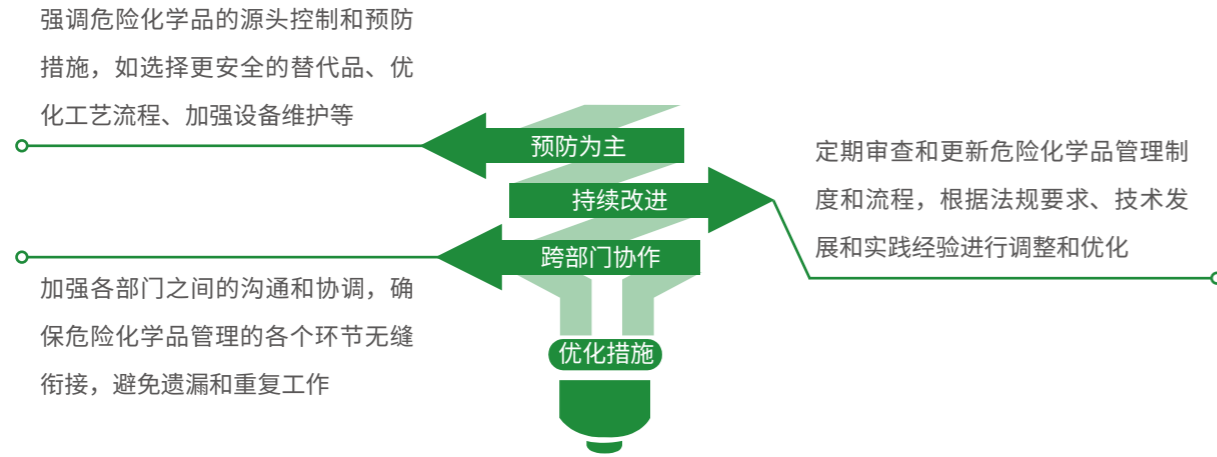 强调危险化学品的源头控制和预防
措施，如选择更安全的替代品、优
化工艺流程、加强设备维护等
预防为主
持续改进
定期审查和更新危险化学品管理制
度和流程，根据法规要求、技术发
展和实践经验进行调整和优化
跨部门协作
加强各部门之间的沟通和协调，确
保危险化学品管理的各个环节无缝
衔接，避免遗漏和重复工作
优化措施